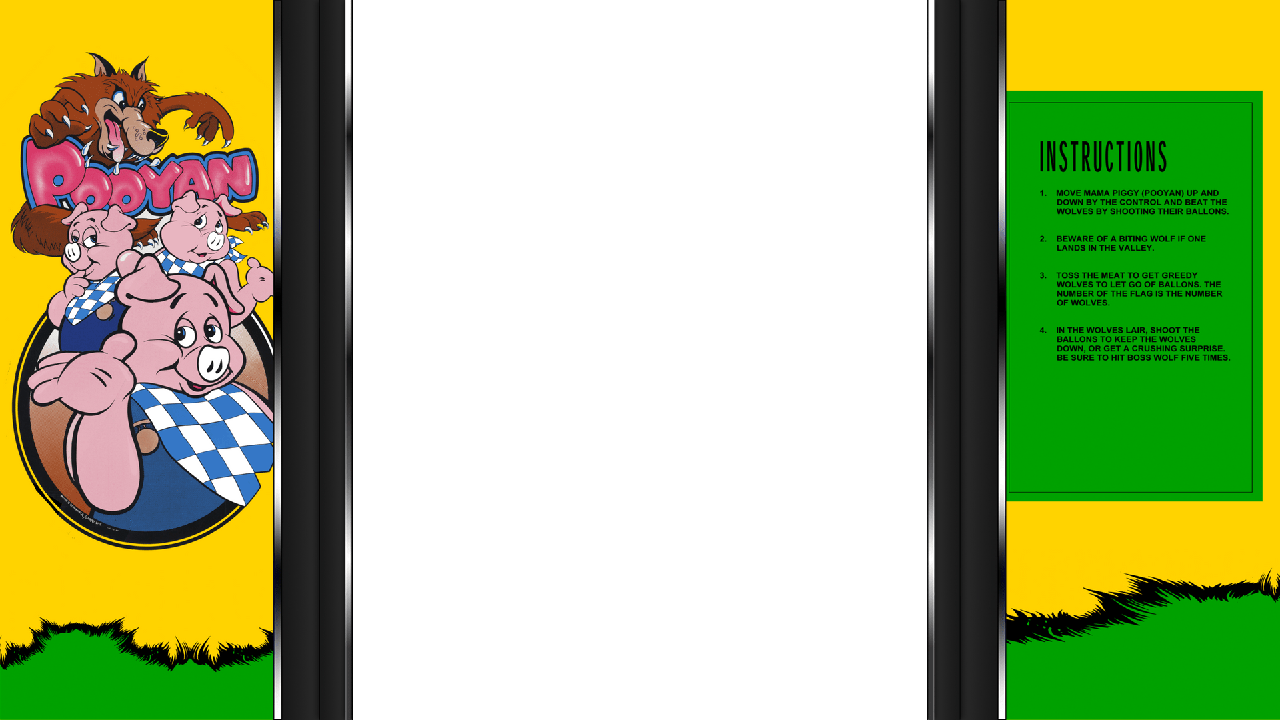 POOYAN
INSTRUCTIONS
1. MOVE MAMA PIGGY (POOYAN) UP AND
DOWN BY THE CONTROL AND BEAT THE
WOLVES BY SHOOTING THEIR BALLONS.
2. BEWARE OF A BITING WOLF IF ONE
LANDS IN THE VALLEY.
3. TOSS THE MEAT TO GET GREEDY
WOLVES TO LET GO OF BALLONS. THE
NUMBER OF THE FLAG IS THE NUMBER
OF WOLVES.
4. IN THE WOLVES LAIR, SHOOT THE
BALLONS TO KEEP THE WOLVES
DOWN, OR GET A CRUSHING SURPRISE.
BE SURE TO HIT BOSS WOLF FIVE TIMES.